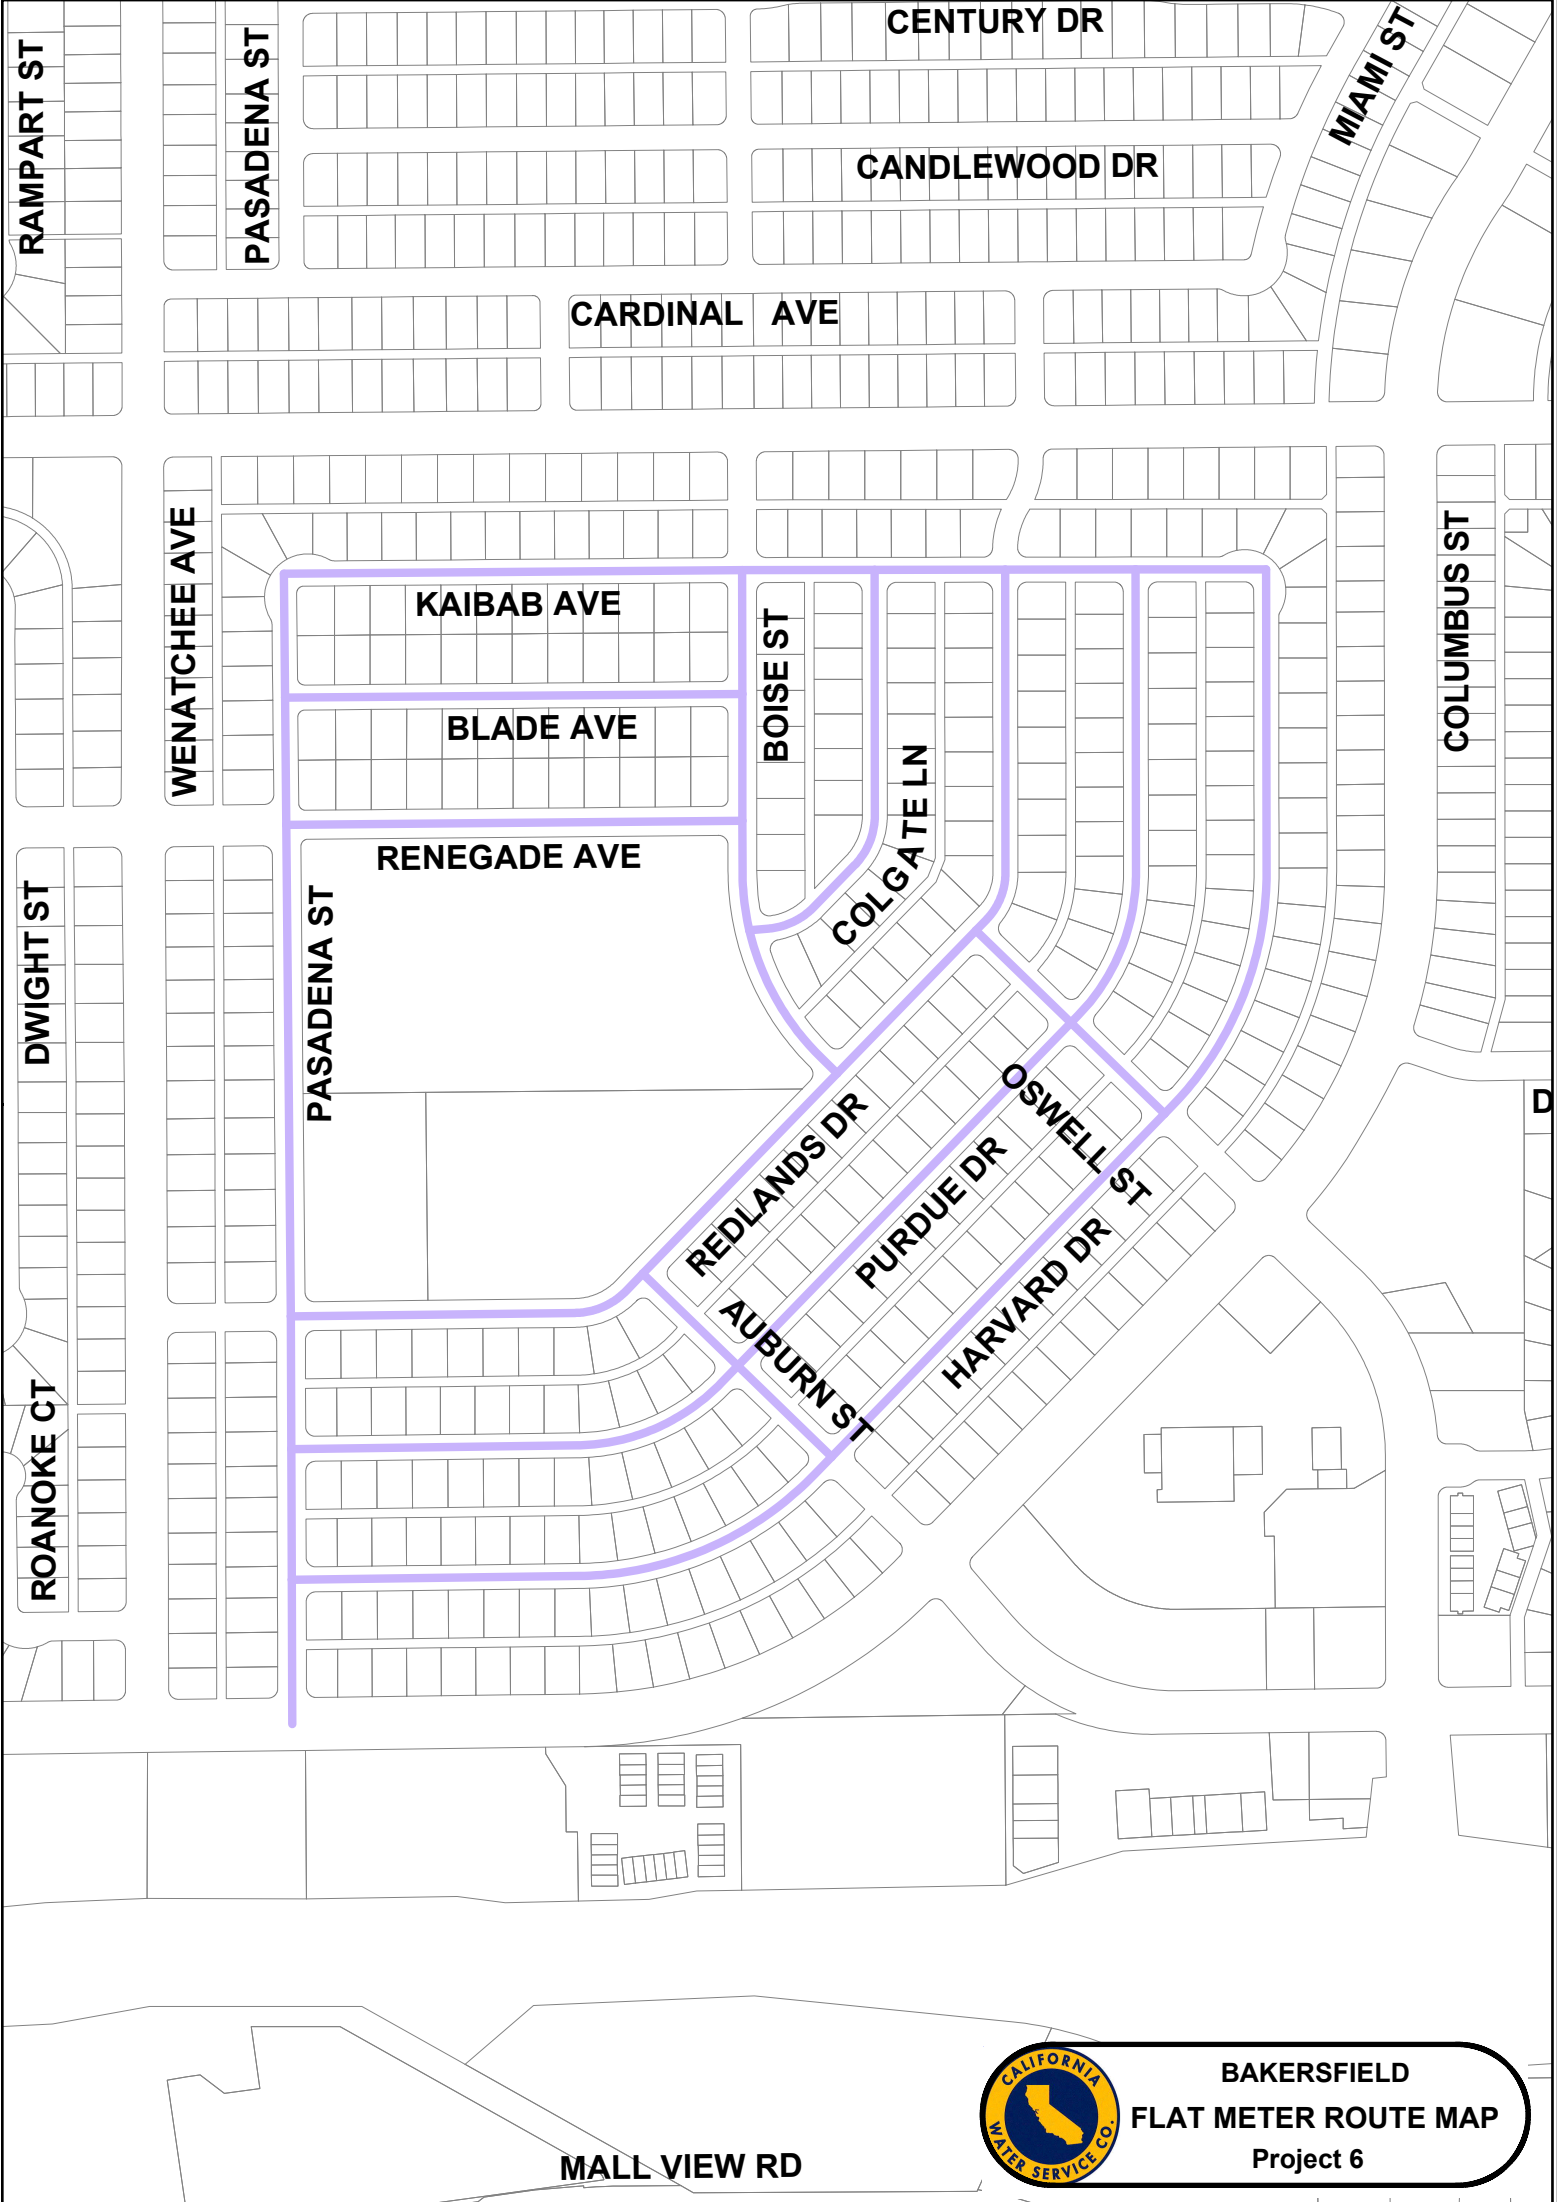 CENTURY DR
MIAMI ST
RAMPART ST
PASADENA ST
CANDLEWOOD DR
CARDINAL AVE
WENATCHEE AVE
COLUMBUS ST
KAIBAB AVE
BOISE ST
BLADE AVE
COLGATE LN
RENEGADE AVE
DWIGHT ST
PASADENA ST
OSWELL ST
D
REDLANDS DR
PURDUE DR
HARVARD DR
AUBURN ST
ROANOKE CT
MALL VIEW RD
CALIFORNIA
WATER SERVICE CO.
BAKERSFIELD
FLAT METER ROUTE MAP
Project 6